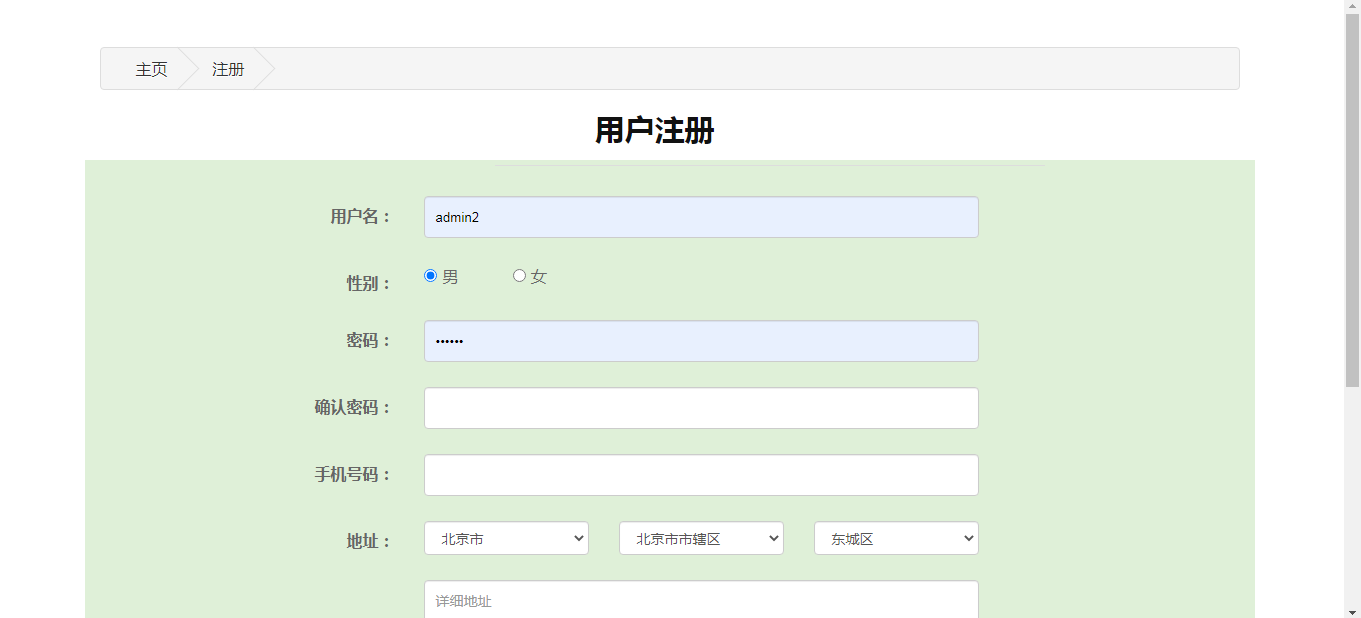 主页 注册
用户注册
用户名： admin2
性别： 男 女
密码： ••••••
确认密码：
手机号码：
地址： 北京市 北京市市辖区 东城区
详细地址